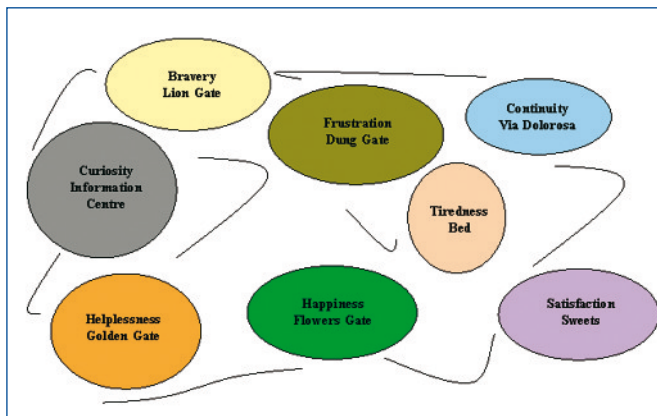 Bravery
Lion Gate
Frustration
Dung Gate
Continuity
Via Dolorosa
Curiosity
Information
Centre
Tiredness
Bed
Helplessness
Golden Gate
Happiness
Flowers Gate
Satisfaction
Sweets